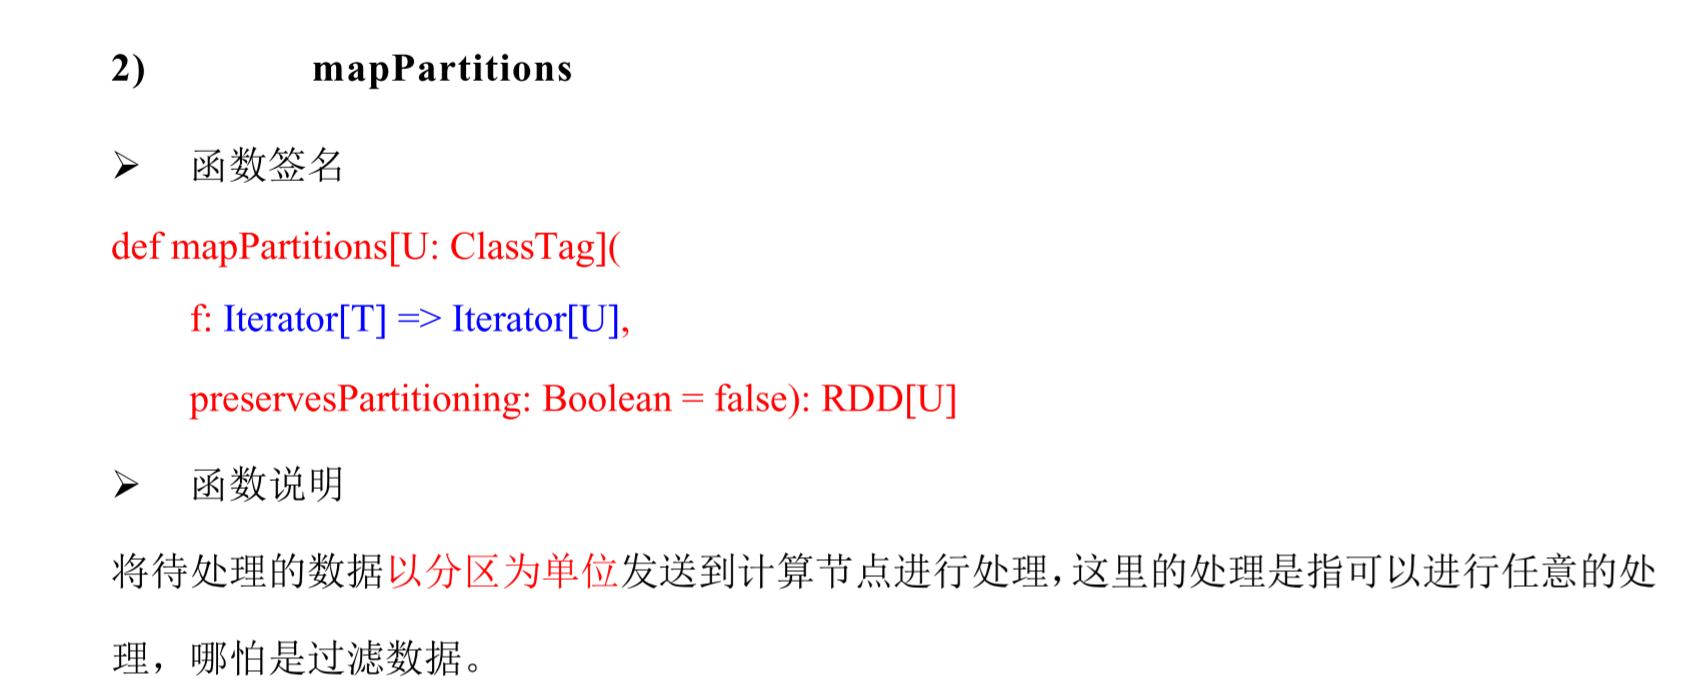 2) mapPartitions
➢ 函数签名
def mapPartitions[U: ClassTag](
f: Iterator[T] => Iterator[U],
preservesPartitioning: Boolean = false): RDD[U]
➢ 函数说明
将待处理的数据以分区为单位发送到计算节点进行处理，这里的处理是指可以进行任意的处
理，哪怕是过滤数据。